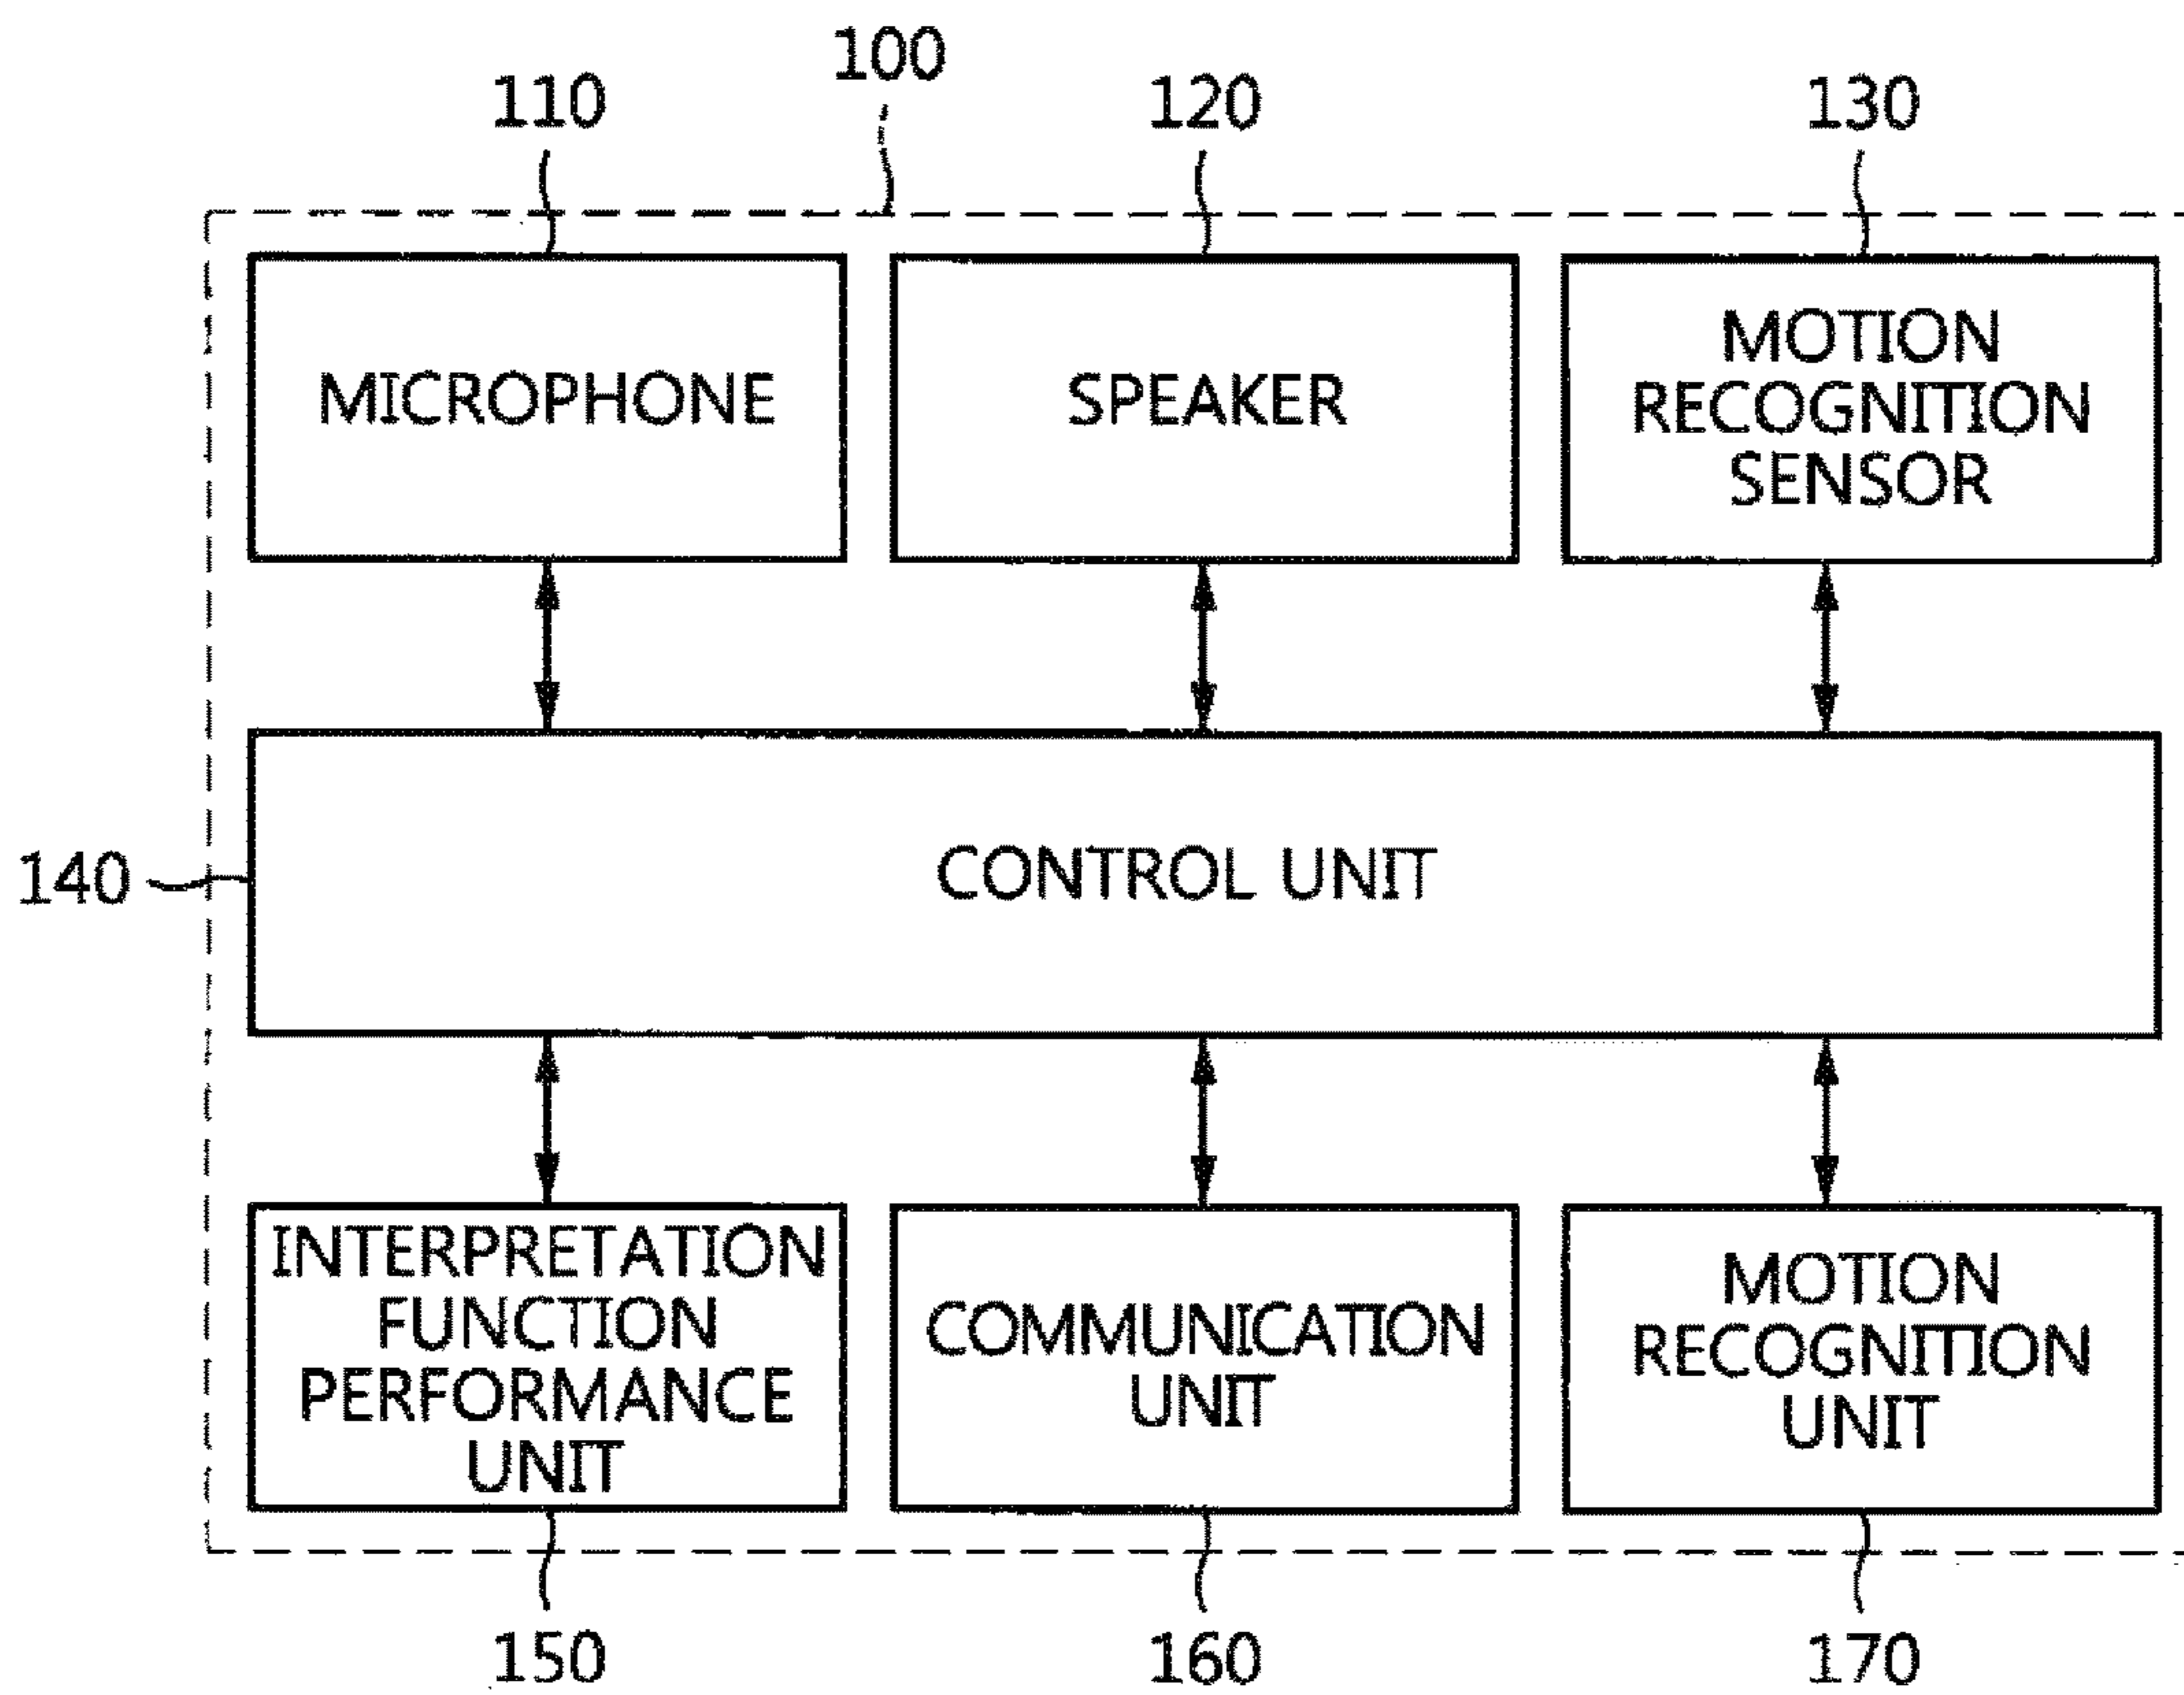 100
110
120
130
MICROPHONE
SPEAKER
MOTION
RECOGNITION
SENSOR
140
CONTROL UNIT
INTERPRETATION
FUNCTION
PERFORMANCE
UNIT
COMMUNICATION
UNIT
MOTION
RECOGNITION
UNIT
150
160
170